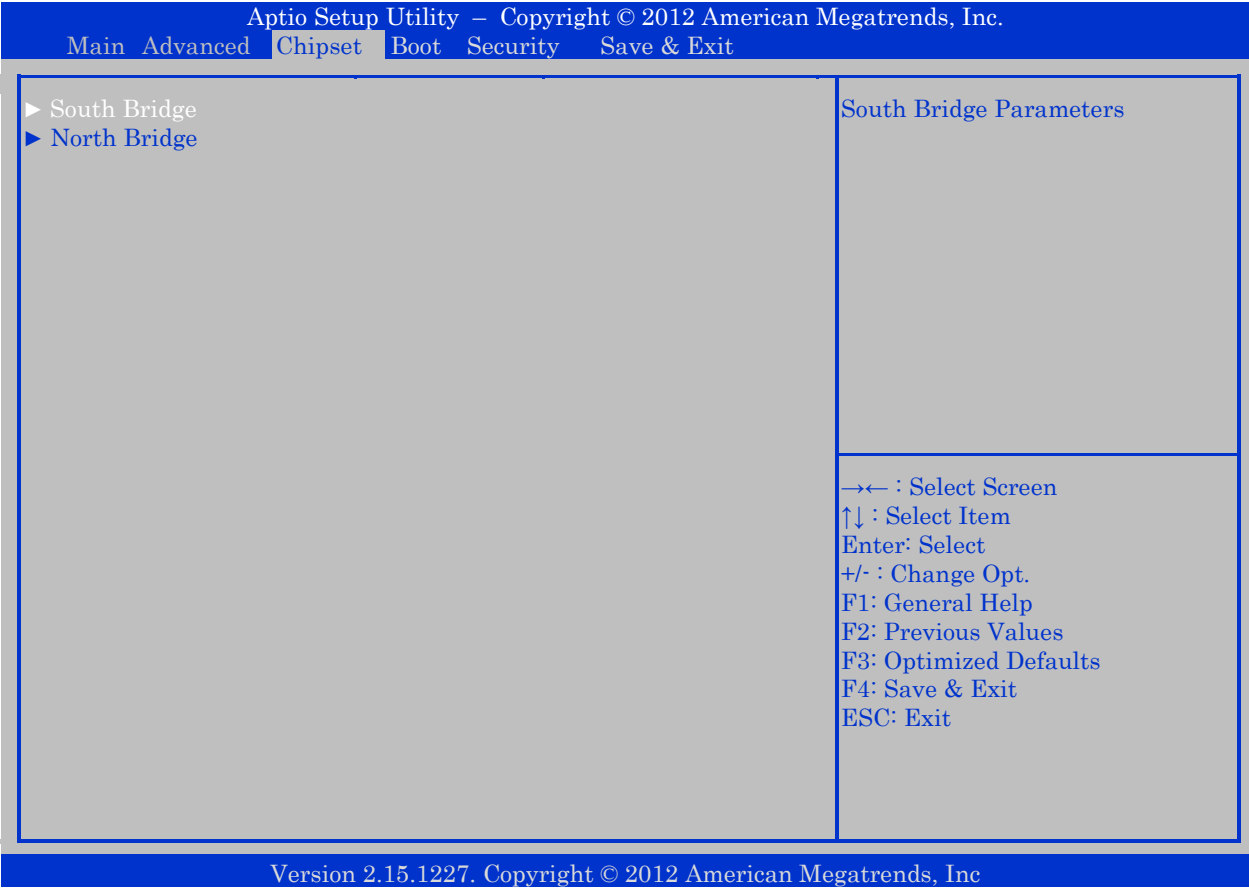 Aptio Setup Utility – Copyright © 2012 American Megatrends, Inc.
Main Advanced Chipset Boot Security Save & Exit
► South Bridge
► North Bridge
South Bridge Parameters
→← : Select Screen
↑↓ : Select Item
Enter: Select
+/- : Change Opt.
F1: General Help
F2: Previous Values
F3: Optimized Defaults
F4: Save & Exit
ESC: Exit
Version 2.15.1227. Copyright © 2012 American Megatrends, Inc